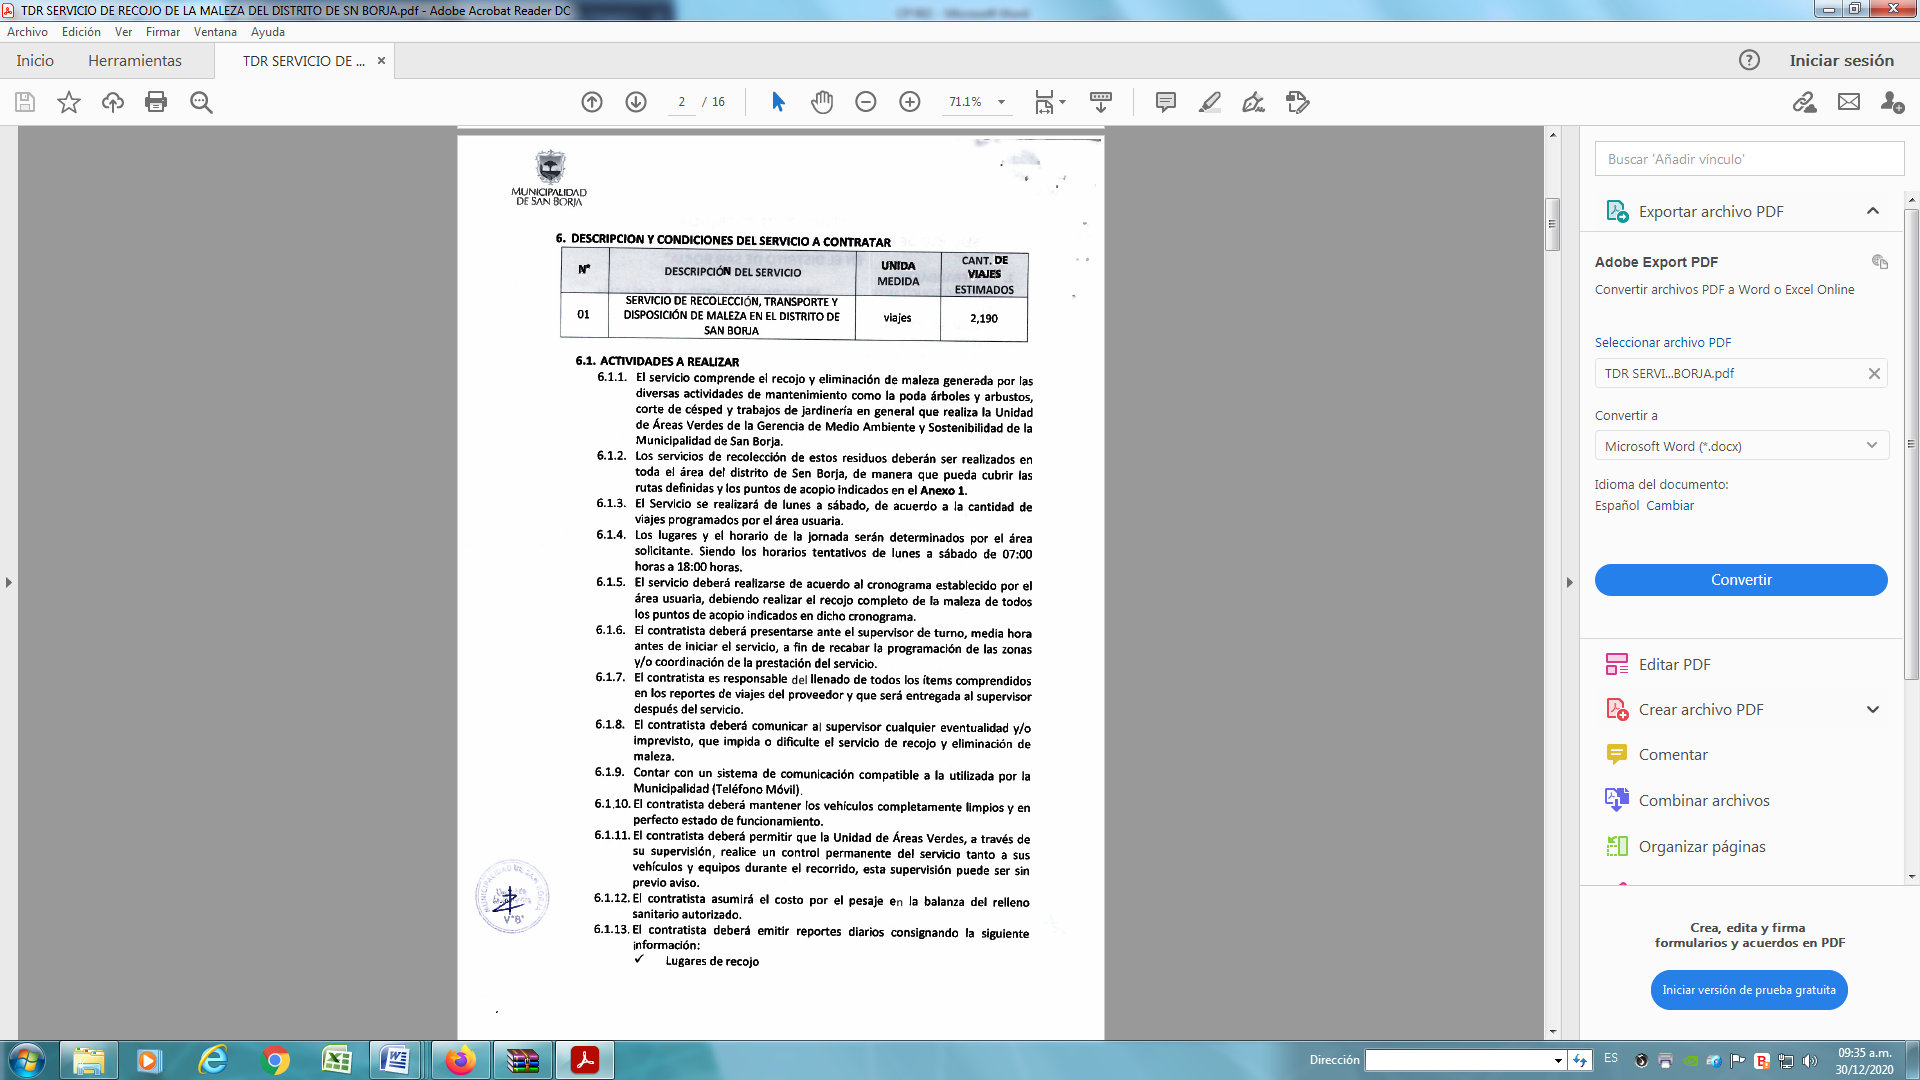 TDR SERVICIO DE RECOJO DE LA MALEZA DEL DISTRITO DE SN BORJA.pdf - Adobe Acrobat Reader DC
Archivo Edición Ver Firmar Ventana Ayuda
Inicio Herramientas TDR SERVICIO DE ... Iniciar sesión
2 / 16 71.1%
MUNICIPALIDAD
DE SAN BORJA
6. DESCRIPCION Y CONDICIONES DEL SERVICIO A CONTRATAR
N° DESCRIPCIÓN DEL SERVICIO UNIDA MEDIDA CANT. DE VIAJES ESTIMADOS
01 SERVICIO DE RECOLECCIÓN, TRANSPORTE Y DISPOSICIÓN DE MALEZA EN EL DISTRITO DE SAN BORJA viajes 2,190
6.1. ACTIVIDADES A REALIZAR
6.1.1. El servicio comprende el recojo y eliminación de maleza generada por las
diversas actividades de mantenimiento como la poda árboles y arbustos,
corte de césped y trabajos de jardinería en general que realiza la Unidad
de Áreas Verdes de la Gerencia de Medio Ambiente y Sostenibilidad de la
Municipalidad de San Borja.
6.1.2. Los servicios de recolección de estos residuos deberán ser realizados en
toda el área del distrito de Sen Borja, de manera que pueda cubrir las
rutas definidas y los puntos de acopio indicados en el Anexo 1.
6.1.3. El Servicio se realizará de lunes a sábado, de acuerdo a la cantidad de
viajes programados por el área usuaria.
6.1.4. Los lugares y el horario de la jornada serán determinados por el área
solicitante. Siendo los horarios tentativos de lunes a sábado de 07:00
horas a 18:00 horas.
6.1.5. El servicio deberá realizarse de acuerdo al cronograma establecido por el
área usuaria, debiendo realizar el recojo completo de la maleza de todos
los puntos de acopio indicados en dicho cronograma.
6.1.6. El contratista deberá presentarse ante el supervisor de turno, media hora
antes de iniciar el servicio, a fin de recabar la programación de las zonas
y/o coordinación de la prestación del servicio.
6.1.7. El contratista es responsable del llenado de todos los ítems comprendidos
en los reportes de viajes del proveedor y que será entregada al supervisor
después del servicio.
6.1.8. El contratista deberá comunicar al supervisor cualquier eventualidad y/o
imprevisto, que impida o dificulte el servicio de recojo y eliminación de
maleza.
6.1.9. Contar con un sistema de comunicación compatible a la utilizada por la
Municipalidad (Teléfono Móvil).
6.1.10. El contratista deberá mantener los vehículos completamente limpios y en
perfecto estado de funcionamiento.
6.1.11. El contratista deberá permitir que la Unidad de Áreas Verdes, a través de
su supervisión, realice un control permanente del servicio tanto a sus
vehículos y equipos durante el recorrido, esta supervisión puede ser sin
previo aviso.
6.1.12. El contratista asumirá el costo por el pesaje en la balanza del relleno
sanitario autorizado.
6.1.13. El contratista deberá emitir reportes diarios consignando la siguiente
información:
✓ Lugares de recojo
MUNICIPALIDAD DE SAN BORJA
V°B°
Buscar 'Añadir vínculo'
Exportar archivo PDF
Adobe Export PDF
Convertir archivos PDF a Word o Excel Online
Seleccionar archivo PDF
TDR SERVI...BORJA.pdf
Convertir a
Microsoft Word (*.docx)
Idioma del documento:
Español Cambiar
Convertir
Editar PDF
Crear archivo PDF
Comentar
Combinar archivos
Organizar páginas
Crea, edita y firma
formularios y acuerdos en PDF
Iniciar versión de prueba gratuita
Dirección ES 09:35 a.m.
30/12/2020